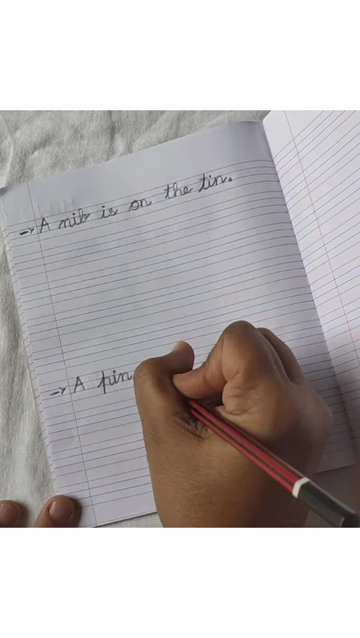 → A nib is on the tin.
→ A pin